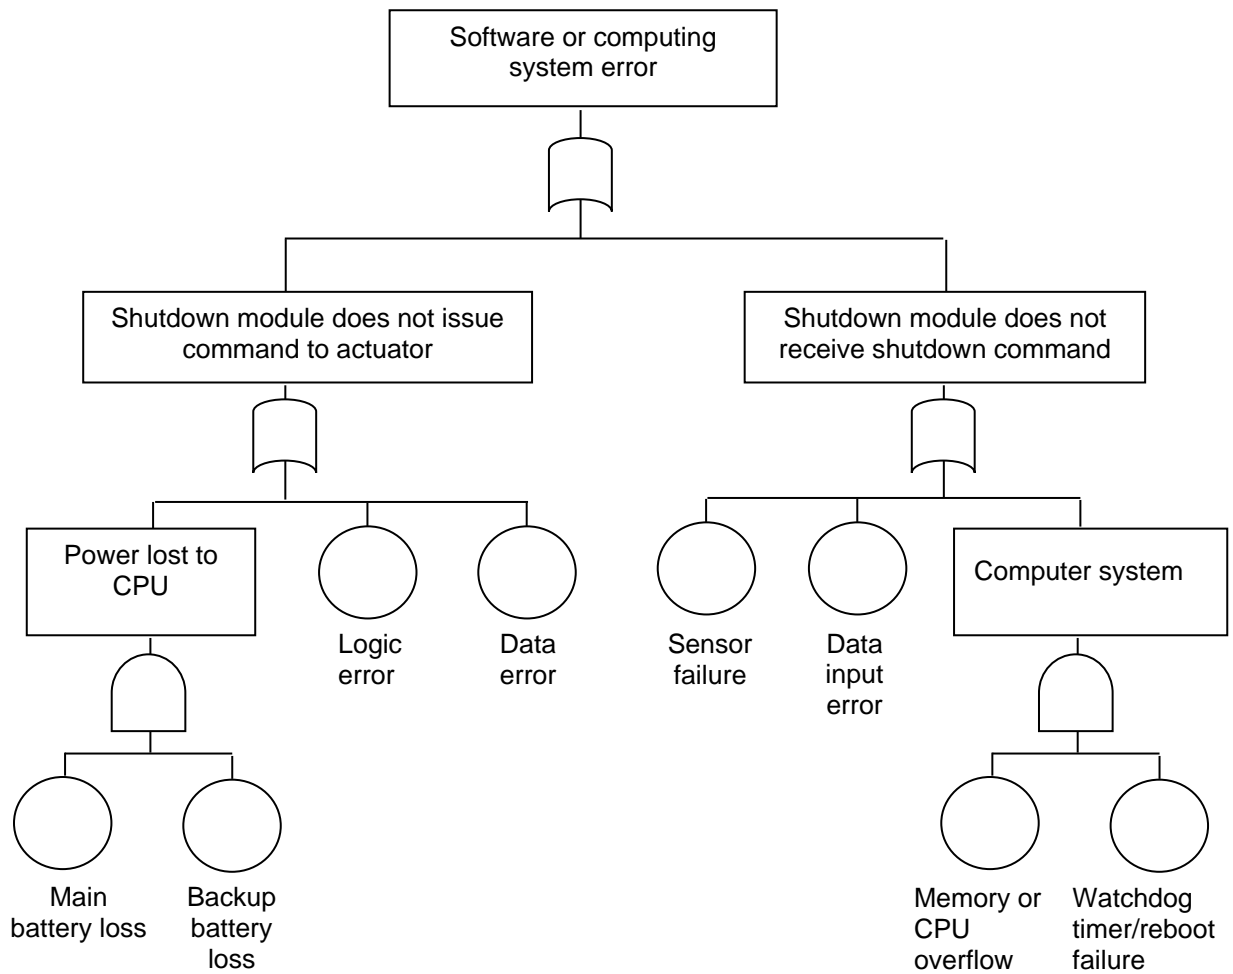 Software or computing
system error
Shutdown module does not issue
command to actuator
Shutdown module does not
receive shutdown command
Power lost to
CPU
Logic
error
Data
error
Sensor
failure
Data
input
error
Computer system
Main
battery loss
Backup
battery
loss
Memory or
CPU
overflow
Watchdog
timer/reboot
failure